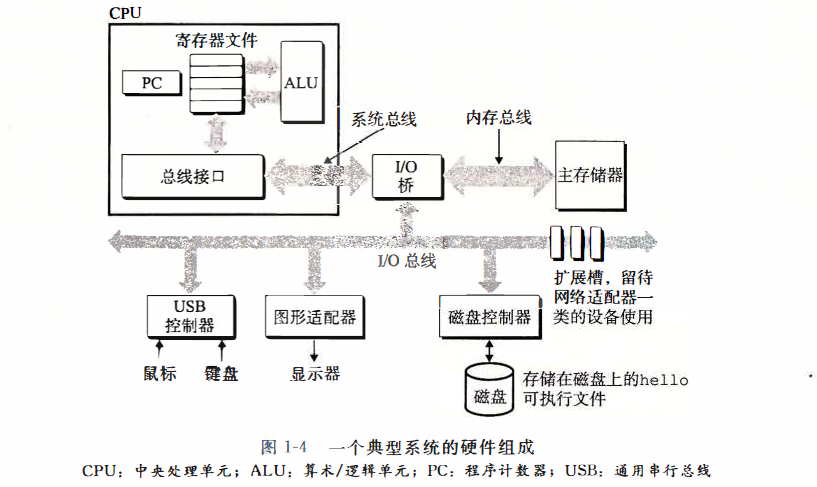 CPU
寄存器文件
PC
ALU
系统总线
内存总线
总线接口
I/O
桥
主存储器
I/O 总线
扩展槽，留待
网络适配器一
类的设备使用
USB
控制器
图形适配器
磁盘控制器
鼠标
键盘
显示器
磁盘
存储在磁盘上的hello
可执行文件
图 1-4 一个典型系统的硬件组成
CPU：中央处理单元；ALU：算术/逻辑单元；PC：程序计数器；USB：通用串行总线